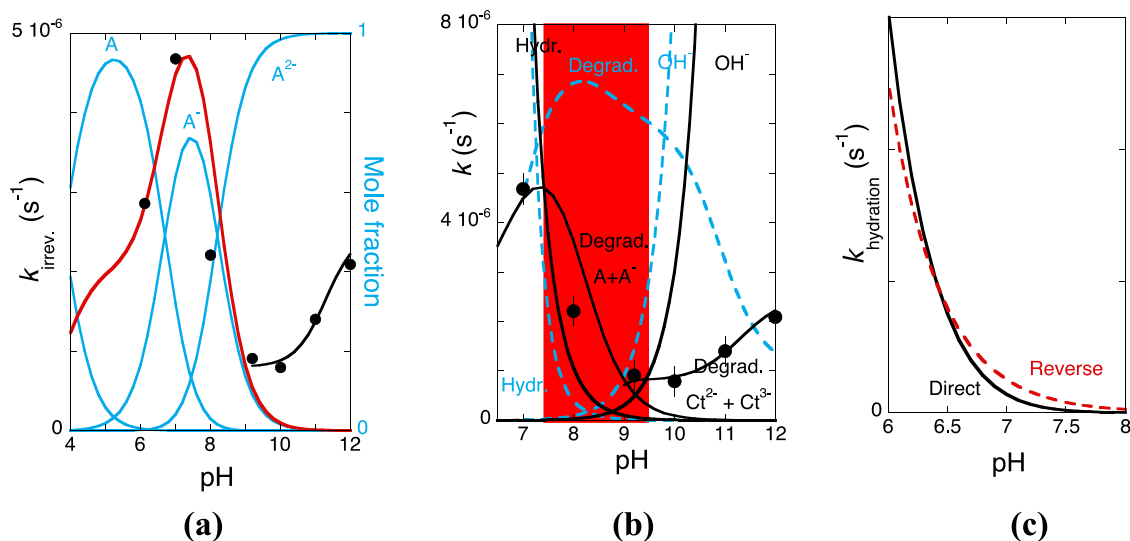 5 10⁻⁶
1
A
A²⁻
A⁻
k irrev. (s⁻¹)
Mole fraction
0
0
4
6
8
10
12
pH
(a)
8 10⁻⁶
Hydr.
Degrad.
OH⁻
OH⁻
k (s⁻¹)
4 10⁻⁶
Degrad.
A+A⁻
Hydr.
Degrad.
Ct²⁻ + Ct³⁻
0
7
8
9
10
11
12
pH
(b)
k hydration (s⁻¹)
Reverse
Direct
0
6
6.5
7
7.5
8
pH
(c)